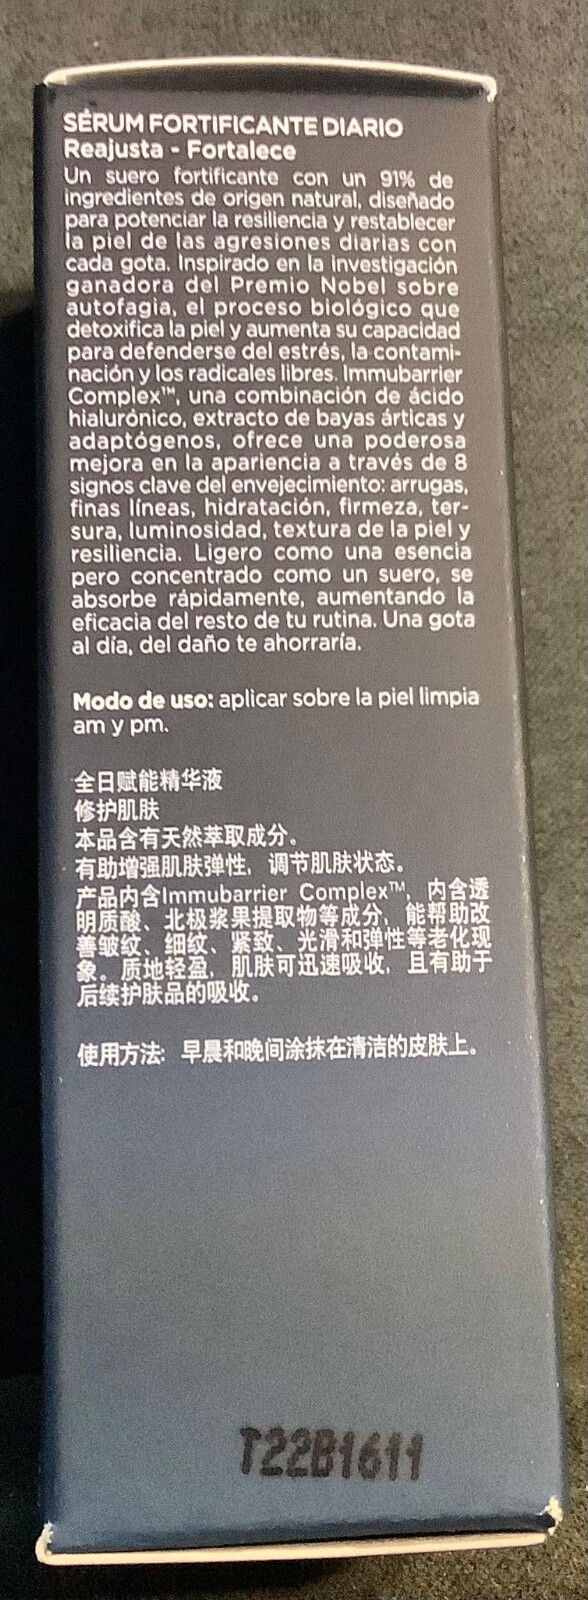 SÉRUM FORTIFICANTE DIARIO
Reajusta - Fortalece
Un suero fortificante con un 91% de
ingredientes de origen natural, diseñado
para potenciar la resiliencia y restablecer
la piel de las agresiones diarias con
cada gota. Inspirado en la investigación
ganadora del Premio Nobel sobre
autofagia, el proceso biológico que
detoxifica la piel y aumenta su capacidad
para defenderse del estrés, la contami-
nación y los radicales libres. Immubarrier
Complex™, una combinación de ácido
hialurónico, extracto de bayas árticas y
adaptógenos, ofrece una poderosa
mejora en la apariencia a través de 8
signos clave del envejecimiento: arrugas,
finas líneas, hidratación, firmeza, ter-
sura, luminosidad, textura de la piel y
resiliencia. Ligero como una esencia
pero concentrado como un suero, se
absorbe rápidamente, aumentando la
eficacia del resto de tu rutina. Una gota
al día, del daño te ahorraría.
Modo de uso: aplicar sobre la piel limpia
am y pm.
全日赋能精华液
修护肌肤
本品含有天然萃取成分。
有助增强肌肤弹性，调节肌肤状态。
产品内含Immubarrier Complex™，内含透
明质酸、北极浆果提取物等成分，能帮助改
善皱纹、细纹、紧致、光滑和弹性等老化现
象。质地轻盈，肌肤可迅速吸收，且有助于
后续护肤品的吸收。
使用方法：早晨和晚间涂抹在清洁的皮肤上。
T22B1611